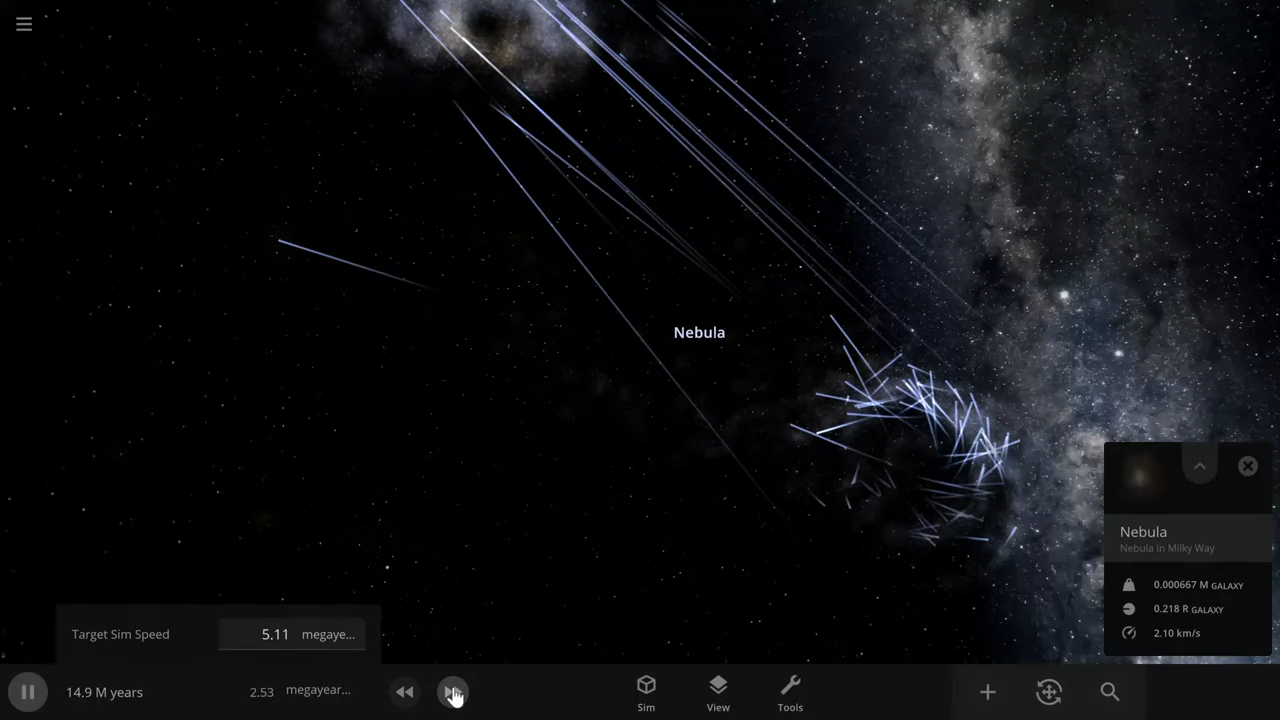 Nebula
Nebula
Nebula in Milky Way
0.000667 M GALAXY
0.218 R GALAXY
2.10 km/s
Target Sim Speed
5.11 megaye...
14.9 M years
2.53 megayear...
Sim
View
Tools